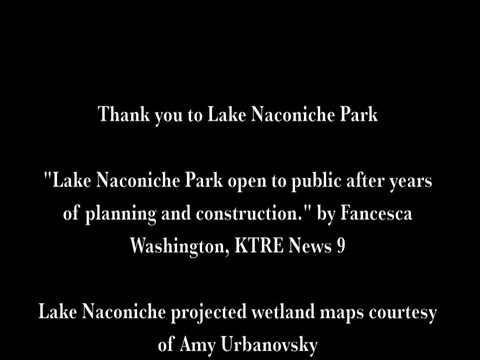 Thank you to Lake Naconiche Park
"Lake Naconiche Park open to public after years
of planning and construction." by Fancesca
Washington, KTRE News 9
Lake Naconiche projected wetland maps courtesy
of Amy Urbanovsky